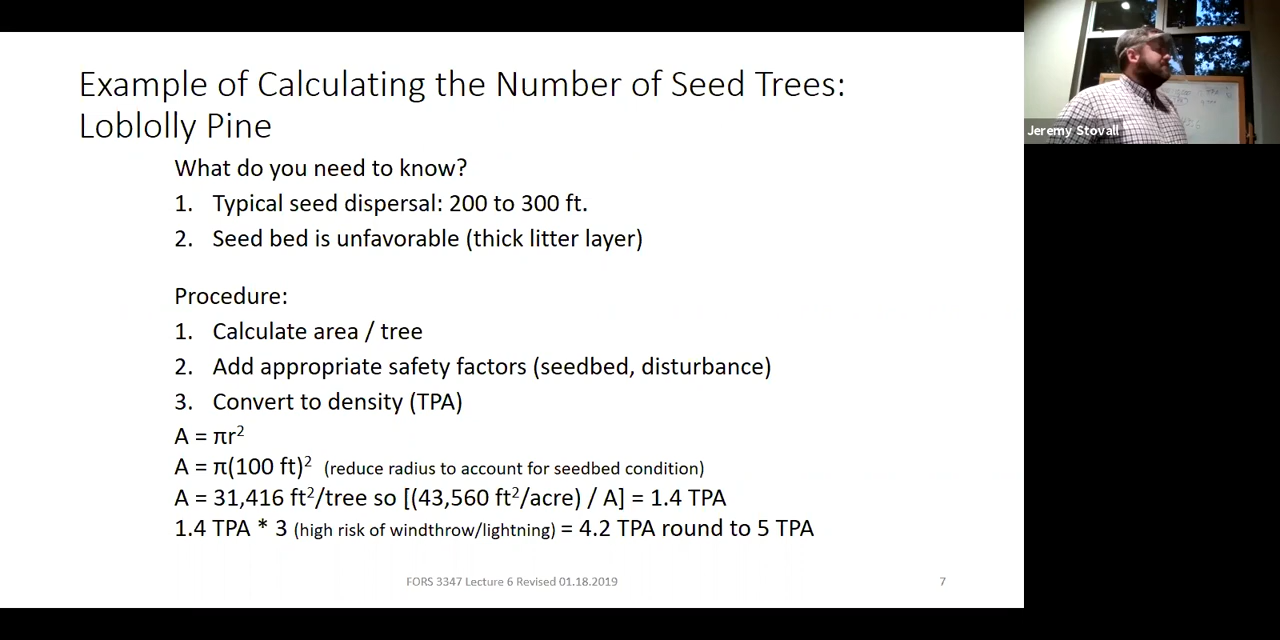 Example of Calculating the Number of Seed Trees:
Loblolly Pine
What do you need to know?
1. Typical seed dispersal: 200 to 300 ft.
2. Seed bed is unfavorable (thick litter layer)
Procedure:
1. Calculate area / tree
2. Add appropriate safety factors (seedbed, disturbance)
3. Convert to density (TPA)
A = πr²
A = π(100 ft)² (reduce radius to account for seedbed condition)
A = 31,416 ft²/tree so [(43,560 ft²/acre) / A] = 1.4 TPA
1.4 TPA * 3 (high risk of windthrow/lightning) = 4.2 TPA round to 5 TPA
FORS 3347 Lecture 6 Revised 01.18.2019
7
Jeremy Stovall